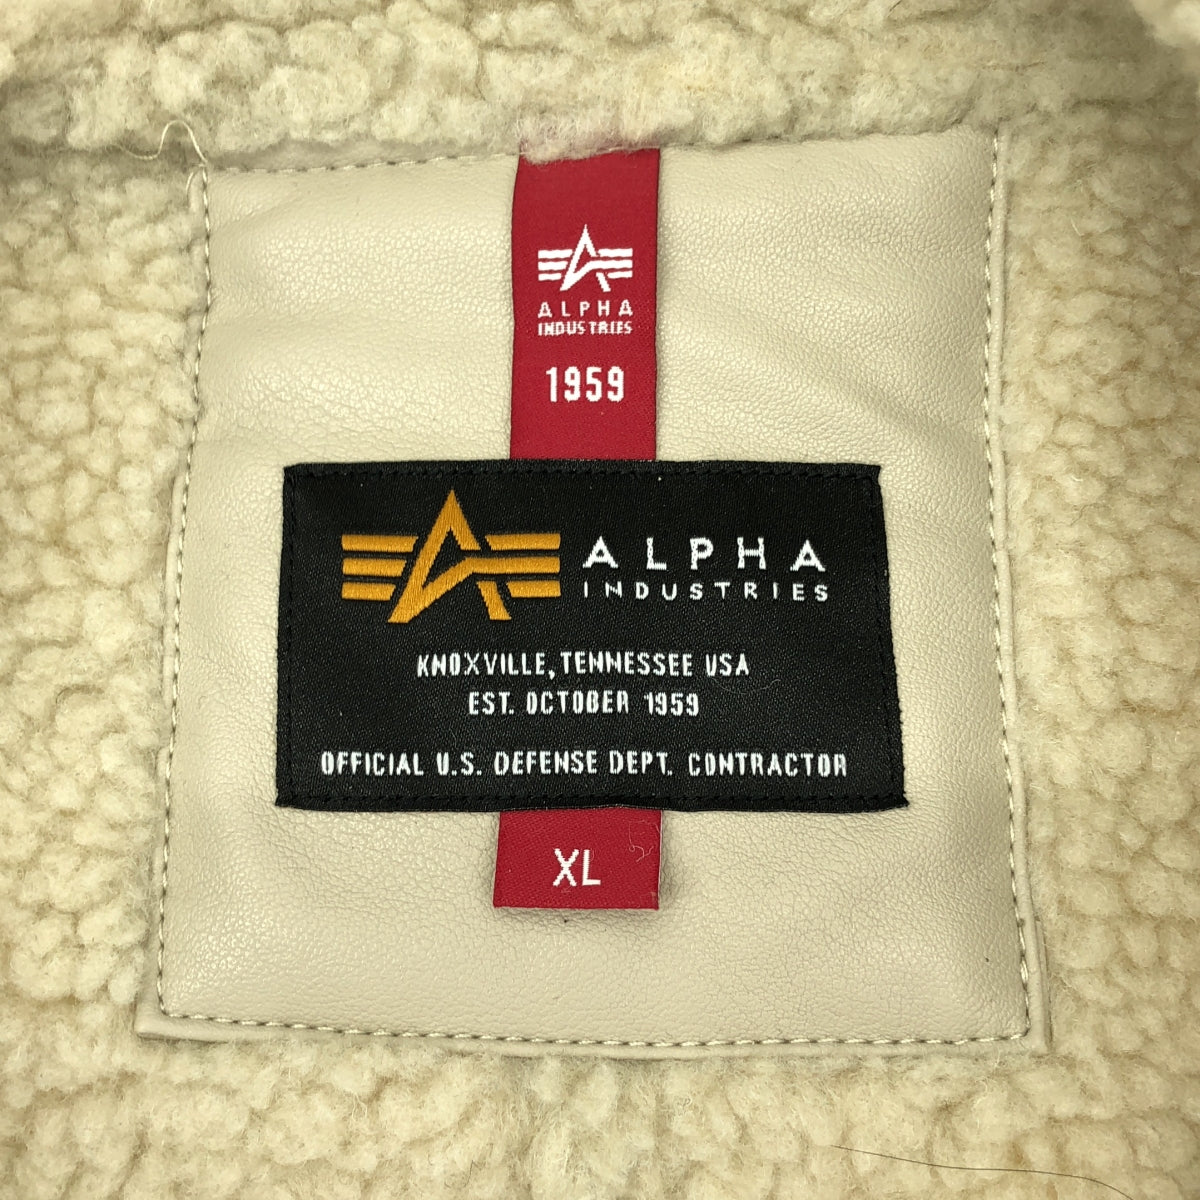 ALPHA
INDUSTRIES
1959
ALPHA
INDUSTRIES
KNOXVILLE, TENNESSEE USA
EST. OCTOBER 1959
OFFICIAL U.S. DEFENSE DEPT. CONTRACTOR
XL